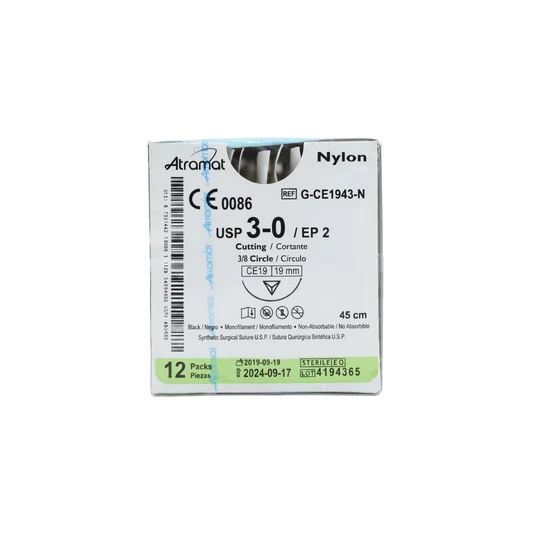 Atramat
Nylon
CE 0086
REF G-CE1943-N
USP 3-0 / EP 2
Cutting / Cortante
3/8 Circle / Círculo
CE19 19 mm
45 cm
Black / Negro • Monofilament / Monofilamento • Non-Absorbable / No Absorbible
Synthetic Surgical Suture U.S.P. / Sutura Quirúrgica Sintética U.S.P.
12 Packs
Piezas
2019-09-19
2024-09-17
STERILE EO
LOT 4194365
Atramat